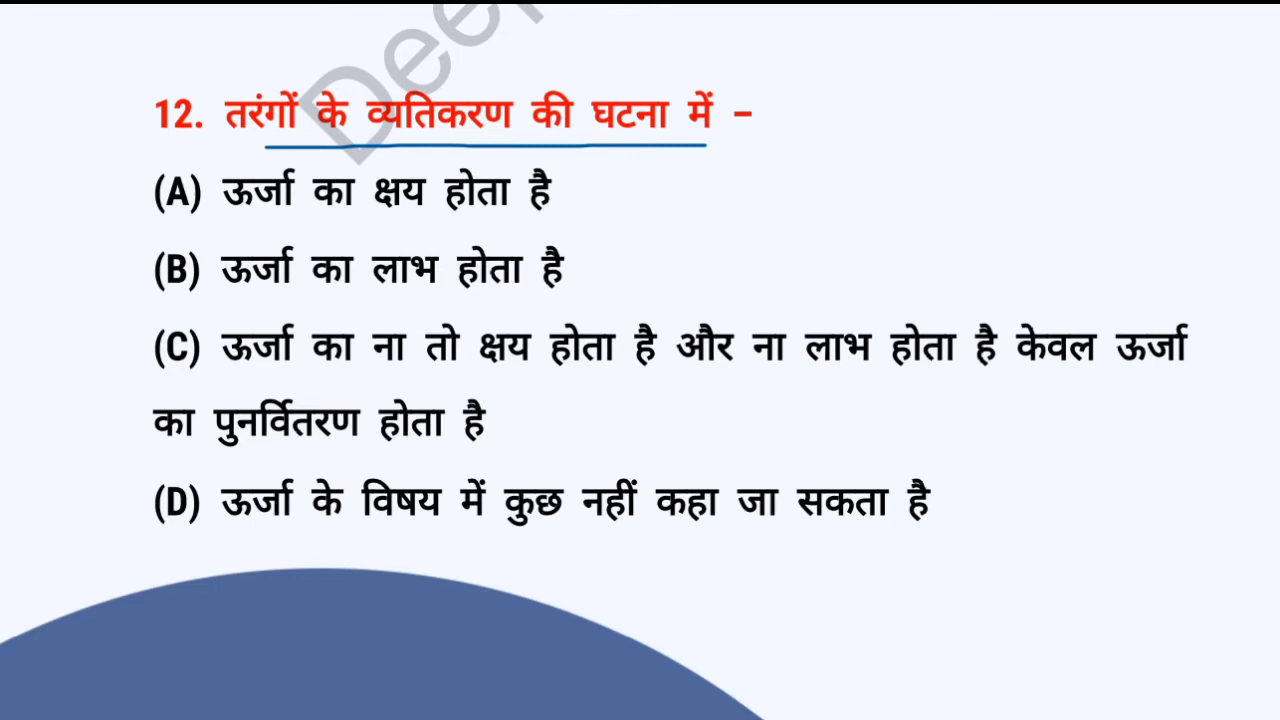 Deep
12. तरंगों के व्यतिकरण की घटना में –
(A) ऊर्जा का क्षय होता है
(B) ऊर्जा का लाभ होता है
(C) ऊर्जा का ना तो क्षय होता है और ना लाभ होता है केवल ऊर्जा
का पुनर्वितरण होता है
(D) ऊर्जा के विषय में कुछ नहीं कहा जा सकता है